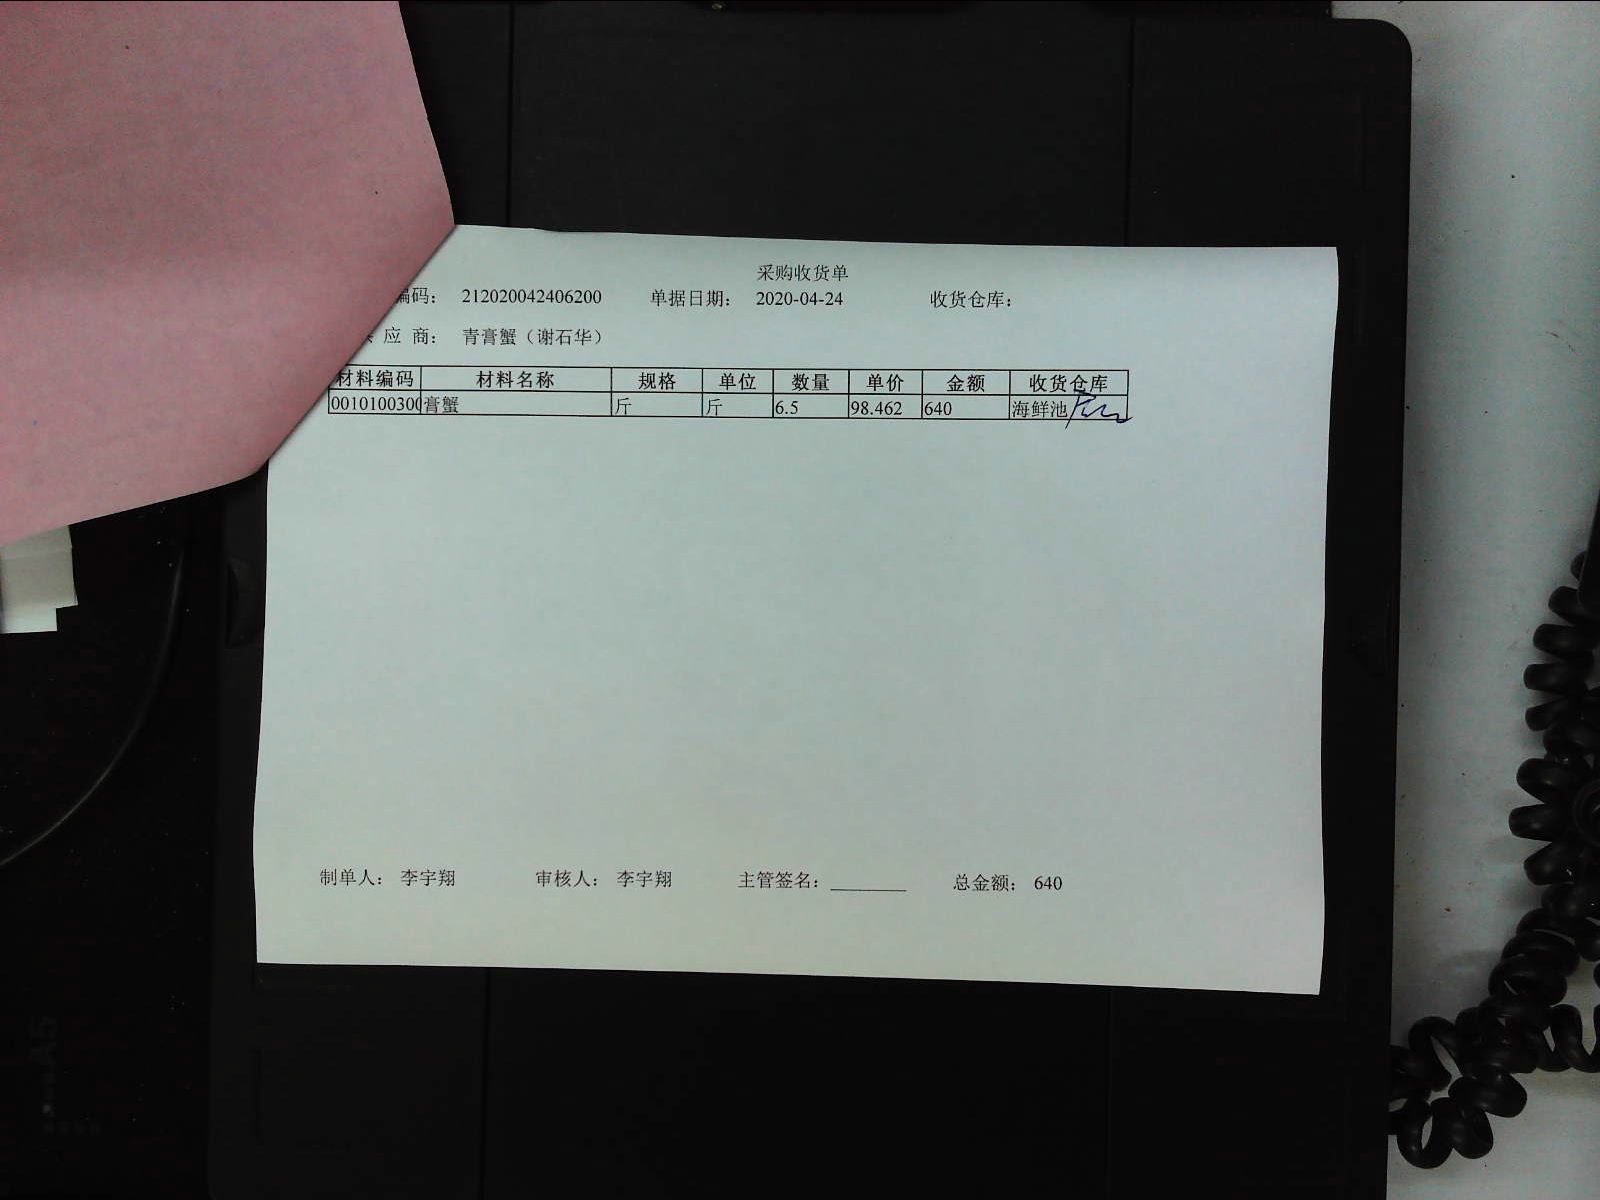 采购收货单
编码： 212020042406200 单据日期： 2020-04-24 收货仓库：
应 商： 青膏蟹（谢石华）
材料编码 材料名称 规格 单位 数量 单价 金额 收货仓库
0010100300 膏蟹 斤 斤 6.5 98.462 640 海鲜池
制单人： 李宇翔 审核人： 李宇翔 主管签名：________ 总金额： 640